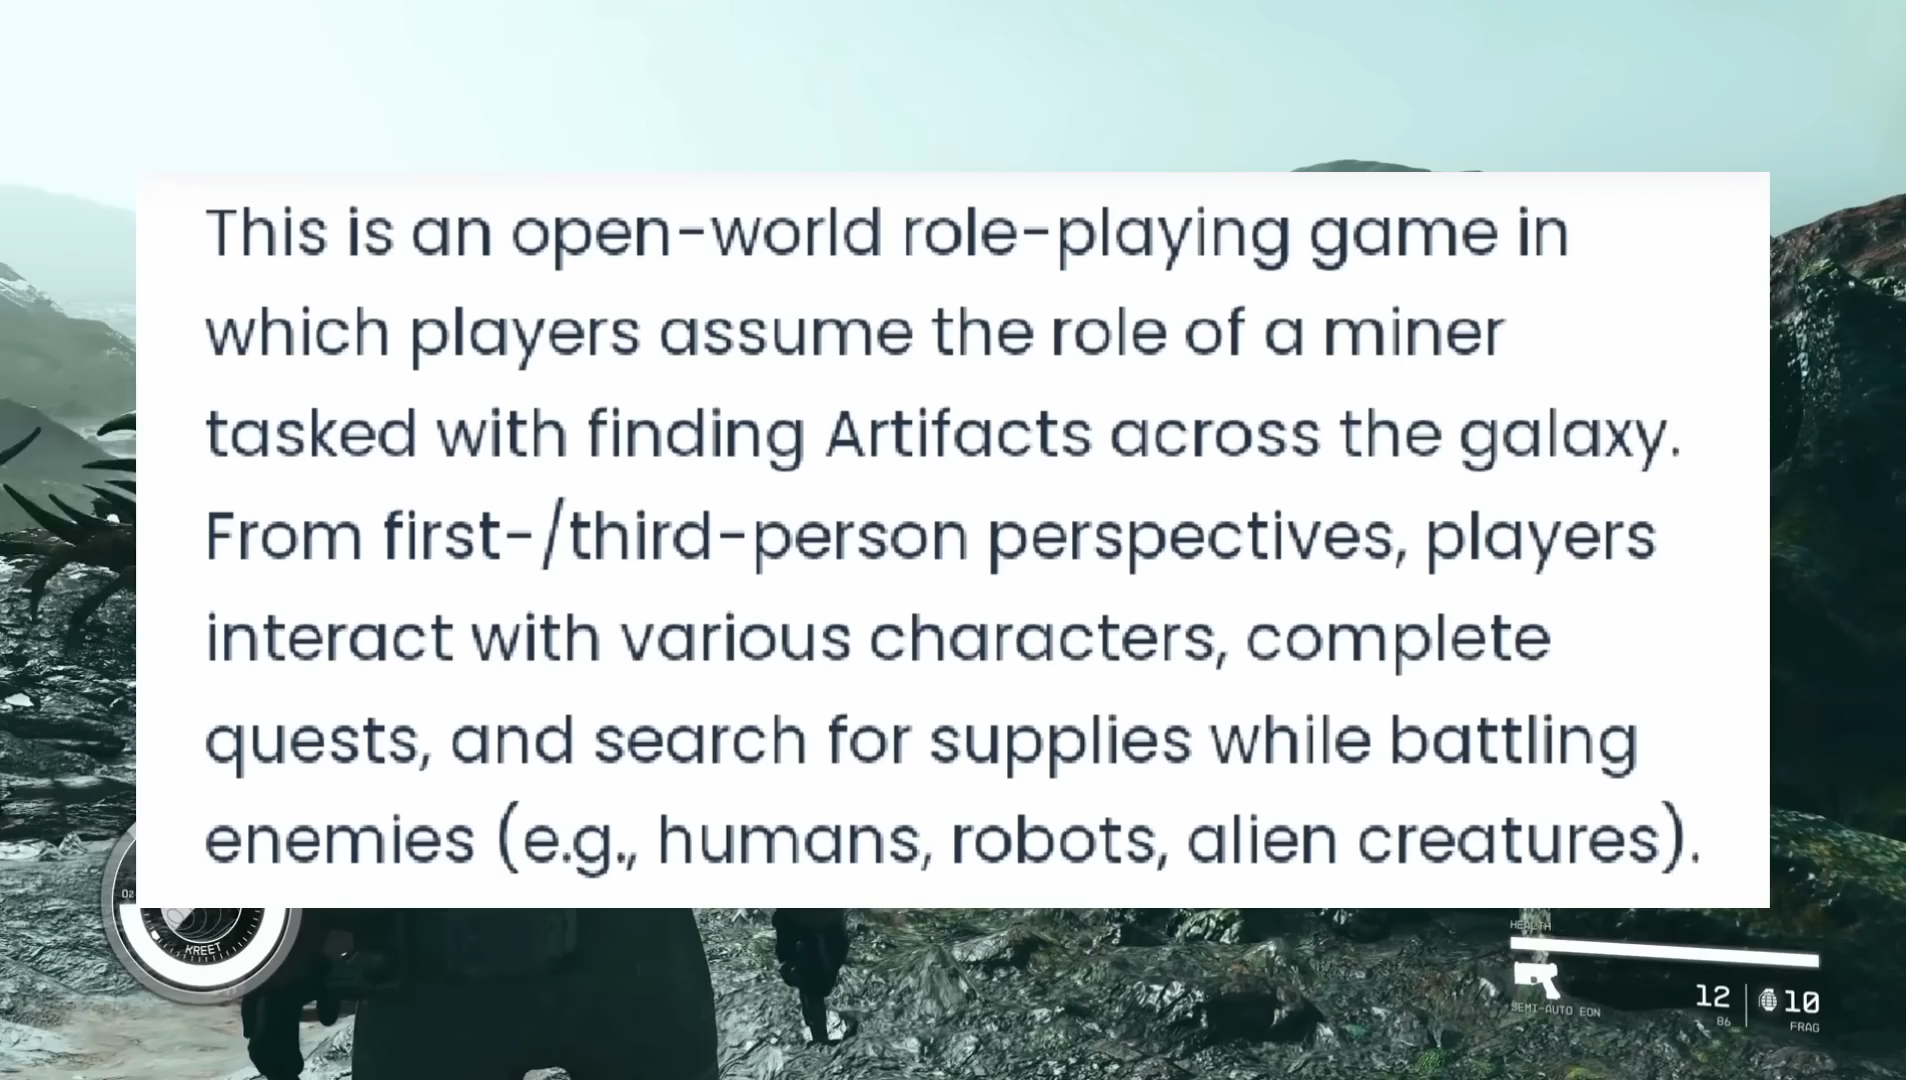 This is an open-world role-playing game in
which players assume the role of a miner
tasked with finding Artifacts across the galaxy.
From first-/third-person perspectives, players
interact with various characters, complete
quests, and search for supplies while battling
enemies (e.g., humans, robots, alien creatures).
O2
KREET
HEALTH
12
86
10
SEMI-AUTO EON
FRAG